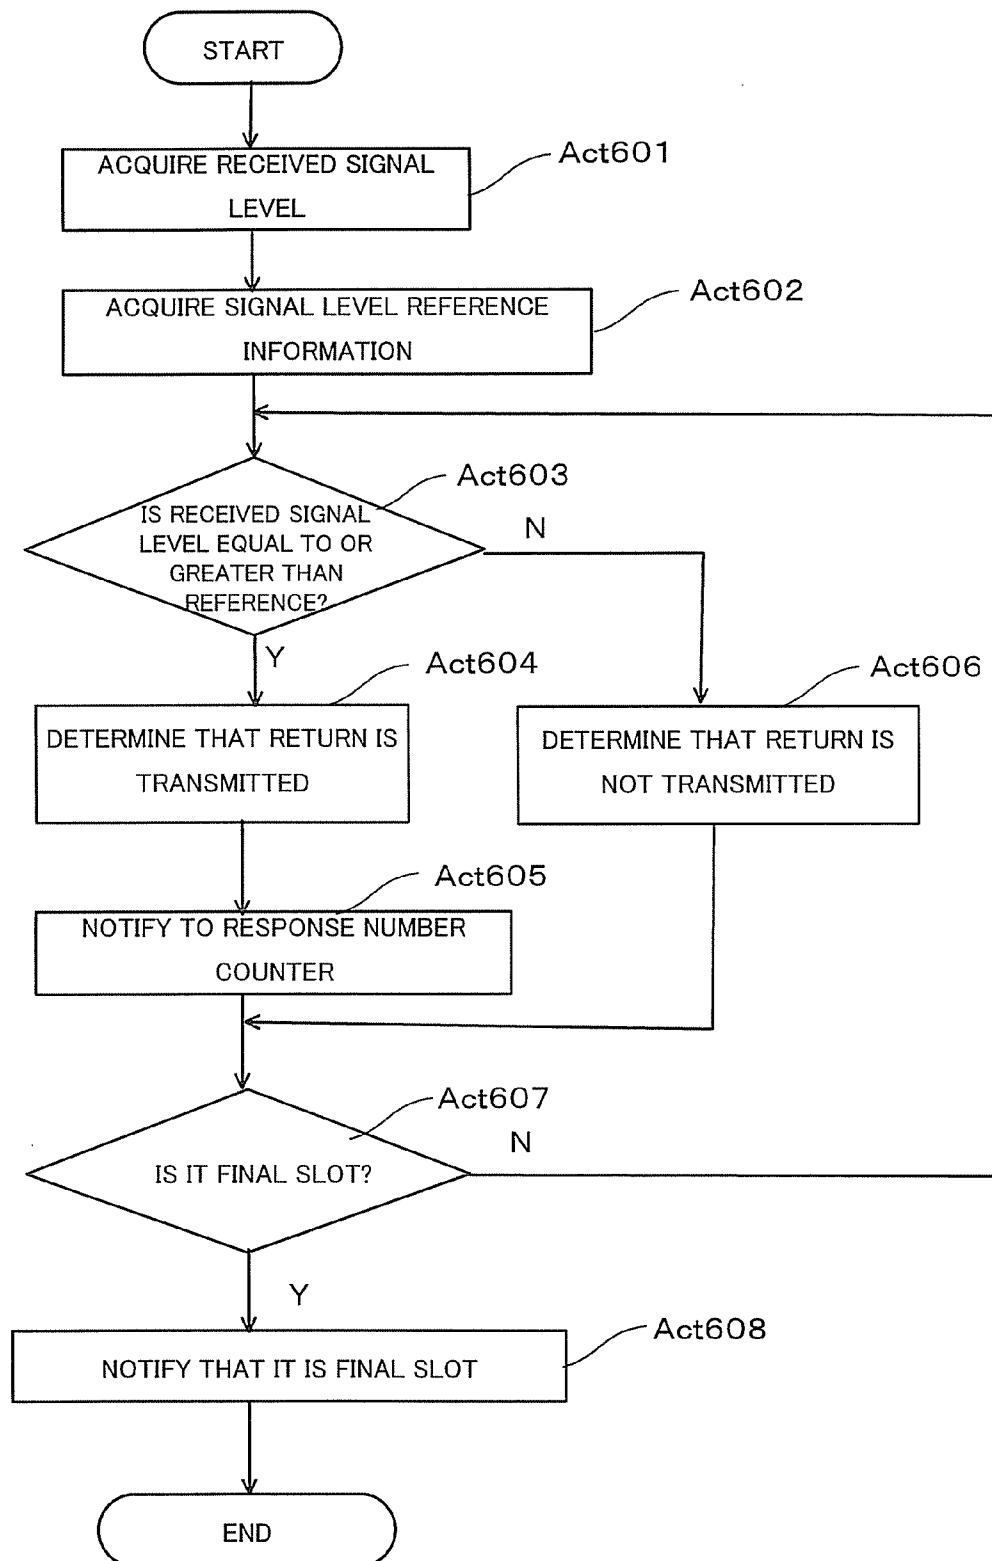 START
ACQUIRE RECEIVED SIGNAL
LEVEL
Act601
ACQUIRE SIGNAL LEVEL REFERENCE
INFORMATION
Act602
Act603
IS RECEIVED SIGNAL
LEVEL EQUAL TO OR
GREATER THAN
REFERENCE?
N
Y
Act604
DETERMINE THAT RETURN IS
TRANSMITTED
Act606
DETERMINE THAT RETURN IS
NOT TRANSMITTED
Act605
NOTIFY TO RESPONSE NUMBER
COUNTER
Act607
IS IT FINAL SLOT?
N
Y
Act608
NOTIFY THAT IT IS FINAL SLOT
END